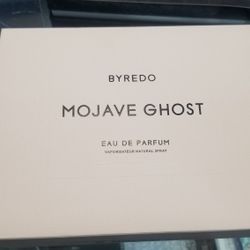 BYREDO
MOJAVE GHOST
EAU DE PARFUM
VAPORISATEUR NATURAL SPRAY